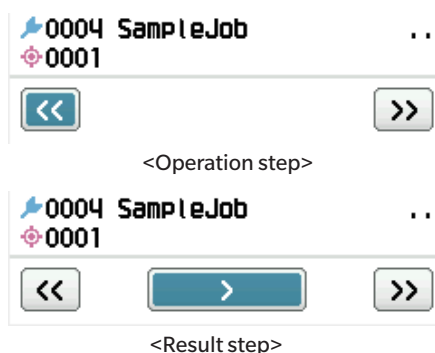 0004 SampleJob ..
0001
<< >>
<Operation step>
0004 SampleJob ..
0001
<< > >>
<Result step>